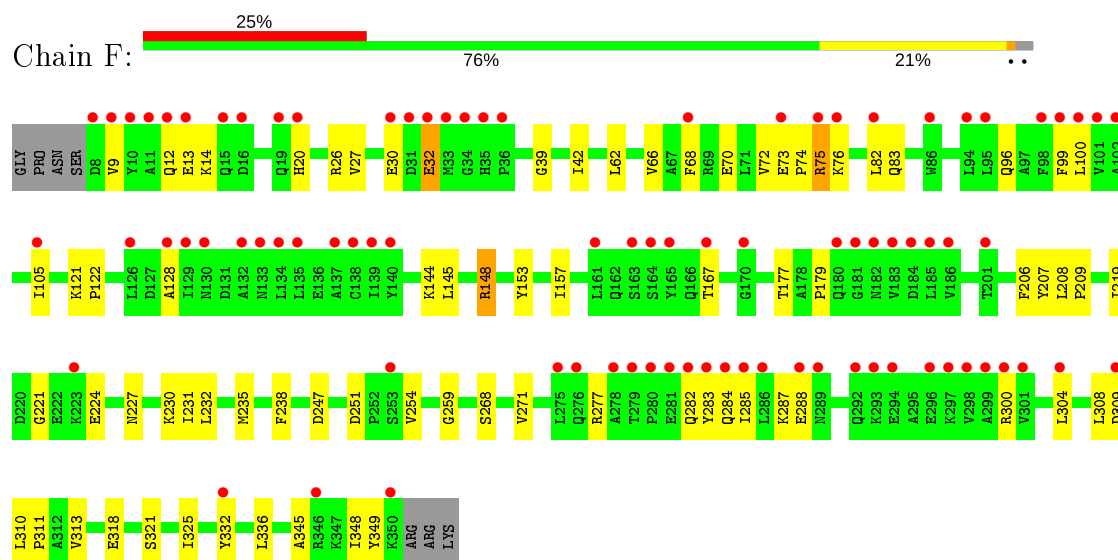 25%
Chain F:
76% 21%
GLY PRO ASN SER D8 V9 Y10 A11 Q12 E13 K14 Q15 D16 Q19 H20 R26 V27 E30 D31 E32 M33 G34 H35 P36 G39 I42 L62 V66 A67 F68 R69 E70 L71 V72 E73 P74 R75 K76 L82 Q83 W86 L94 L95 Q96 A97 F98 F99 L100 V101 A102
I105 K121 P122 L126 D127 A128 I129 N130 D131 A132 N133 L134 L135 E136 A137 C138 I139 Y140 K144 L145 R148 Y153 I157 L161 Q162 S163 S164 Y165 Q166 T167 G170 T177 A178 P179 Q180 G181 N182 V183 D184 L185 V186 T201 F206 Y207 L208 P209
D220 G221 E222 K223 E224 N227 K230 I231 L232 M235 F238 D247 D251 P252 S253 V254 G259 S268 V271 L275 Q276 R277 A278 T279 P280 E281 Q282 Y283 Q284 I285 L286 K287 E288 N289 Q292 K293 E294 A295 E296 K297 V298 A299 R300 V301 L304 L308
L310 P311 A312 V313 E318 S321 I325 Y332 L336 A345 R346 K347 I348 Y349 K350 ARG ARG LYS